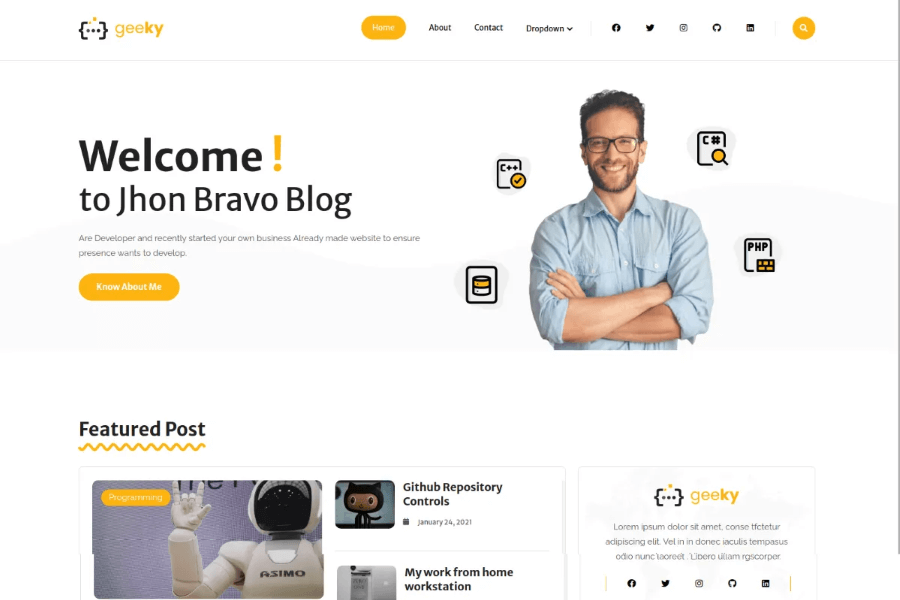 geeky
Home
About
Contact
Dropdown
Welcome!
to Jhon Bravo Blog
Are Developer and recently started your own business Already made website to ensure
presence wants to develop.
Know About Me
C++
C#
PHP
Featured Post
Programming
ASIMO
Github Repository
Controls
January 24, 2021
My work from home
workstation
geeky
Lorem ipsum dolor sit amet, conse tfctetur
adipiscing elit. Vel in in donec iaculis tempasus
odio nunc laoreet . Libero ullam rgscorper.